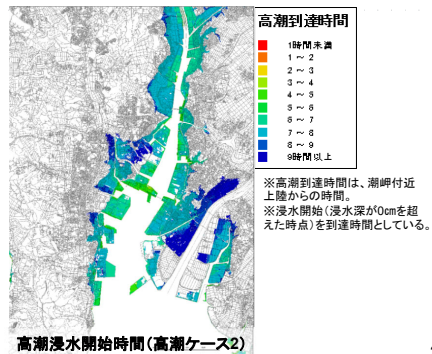 高潮到達時間
1時間未満
1 ~ 2
2 ~ 3
3 ~ 4
4 ~ 5
5 ~ 6
6 ~ 7
7 ~ 8
8 ~ 9
9時間以上
※高潮到達時間は、潮岬付近
上陸からの時間。
※浸水開始(浸水深が0cmを超
えた時点)を到達時間としている。
高潮浸水開始時間(高潮ケース2)